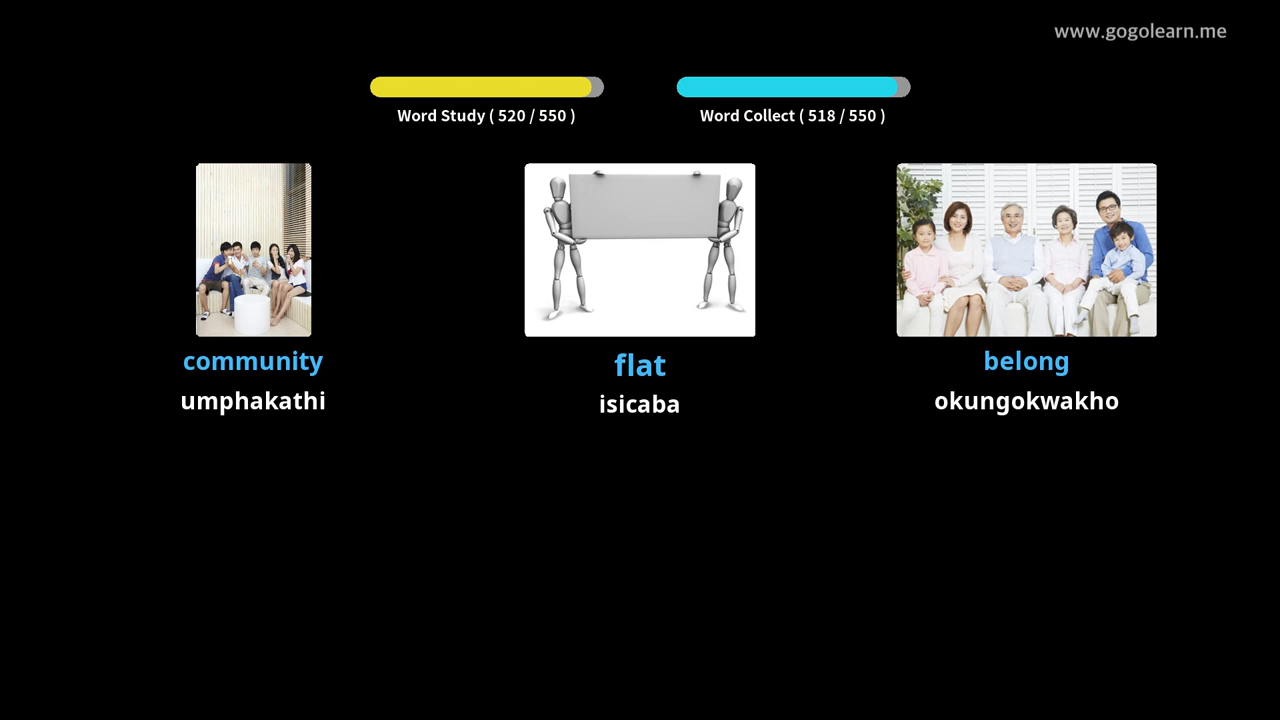 www.gogolearn.me
Word Study ( 520 / 550 )
Word Collect ( 518 / 550 )
community
umphakathi
flat
isicaba
belong
okungokwakho